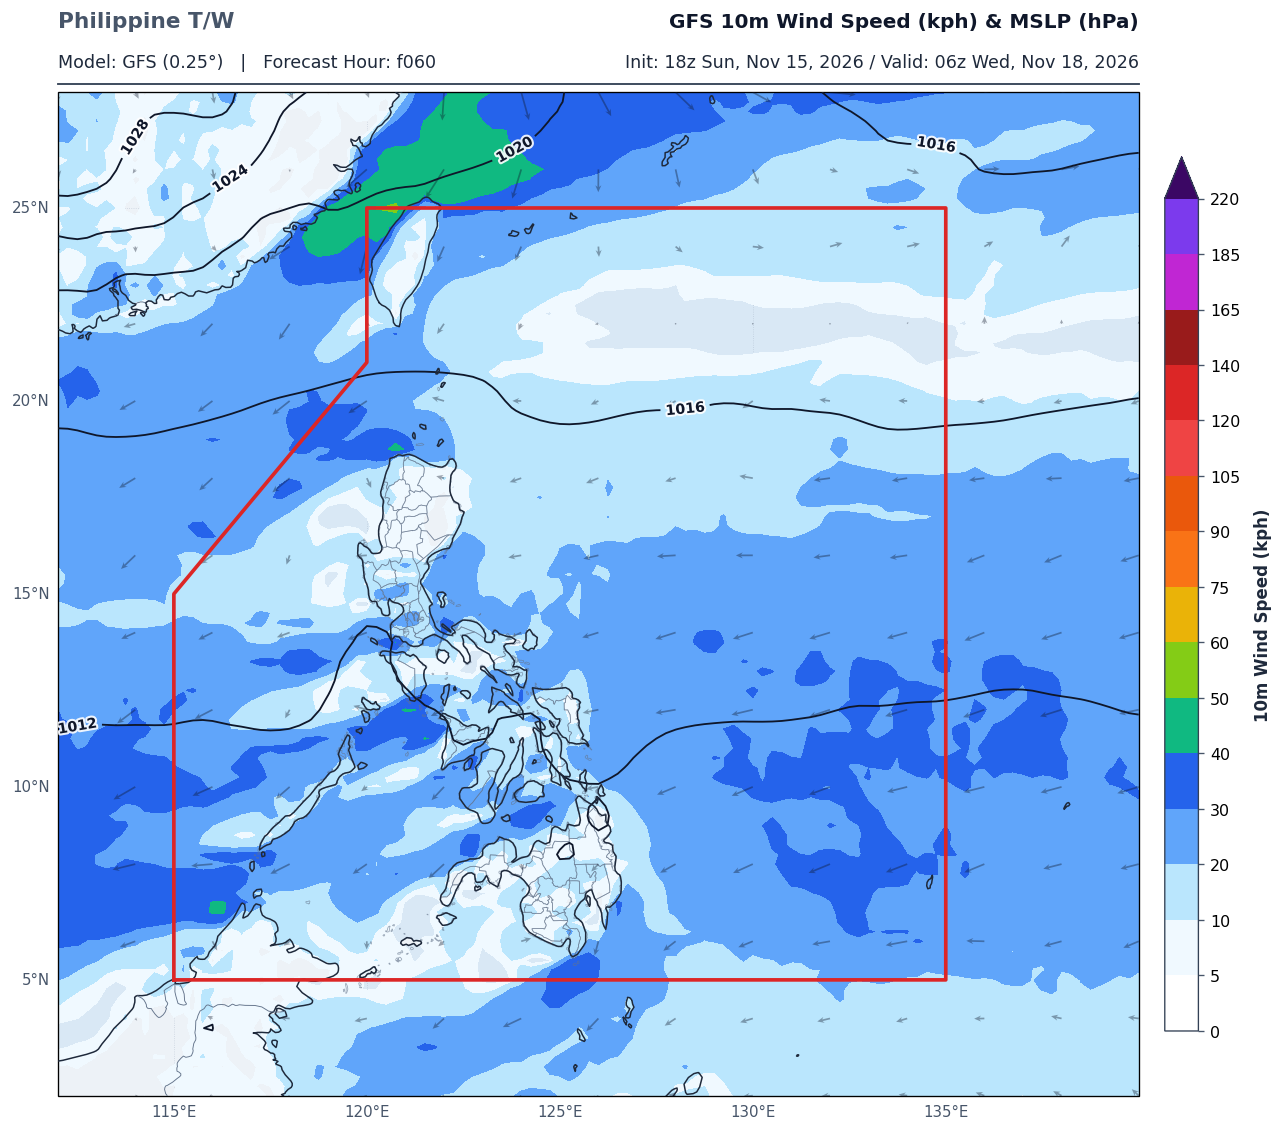 Philippine T/W
GFS 10m Wind Speed (kph) & MSLP (hPa)
Model: GFS (0.25°) | Forecast Hour: f060
Init: 18z Sun, Nov 15, 2026 / Valid: 06z Wed, Nov 18, 2026
1028
1024
1020
1016
1016
1012
25°N
20°N
15°N
10°N
5°N
115°E
120°E
125°E
130°E
135°E
220
185
165
140
120
105
90
75
60
50
40
30
20
10
5
0
10m Wind Speed (kph)